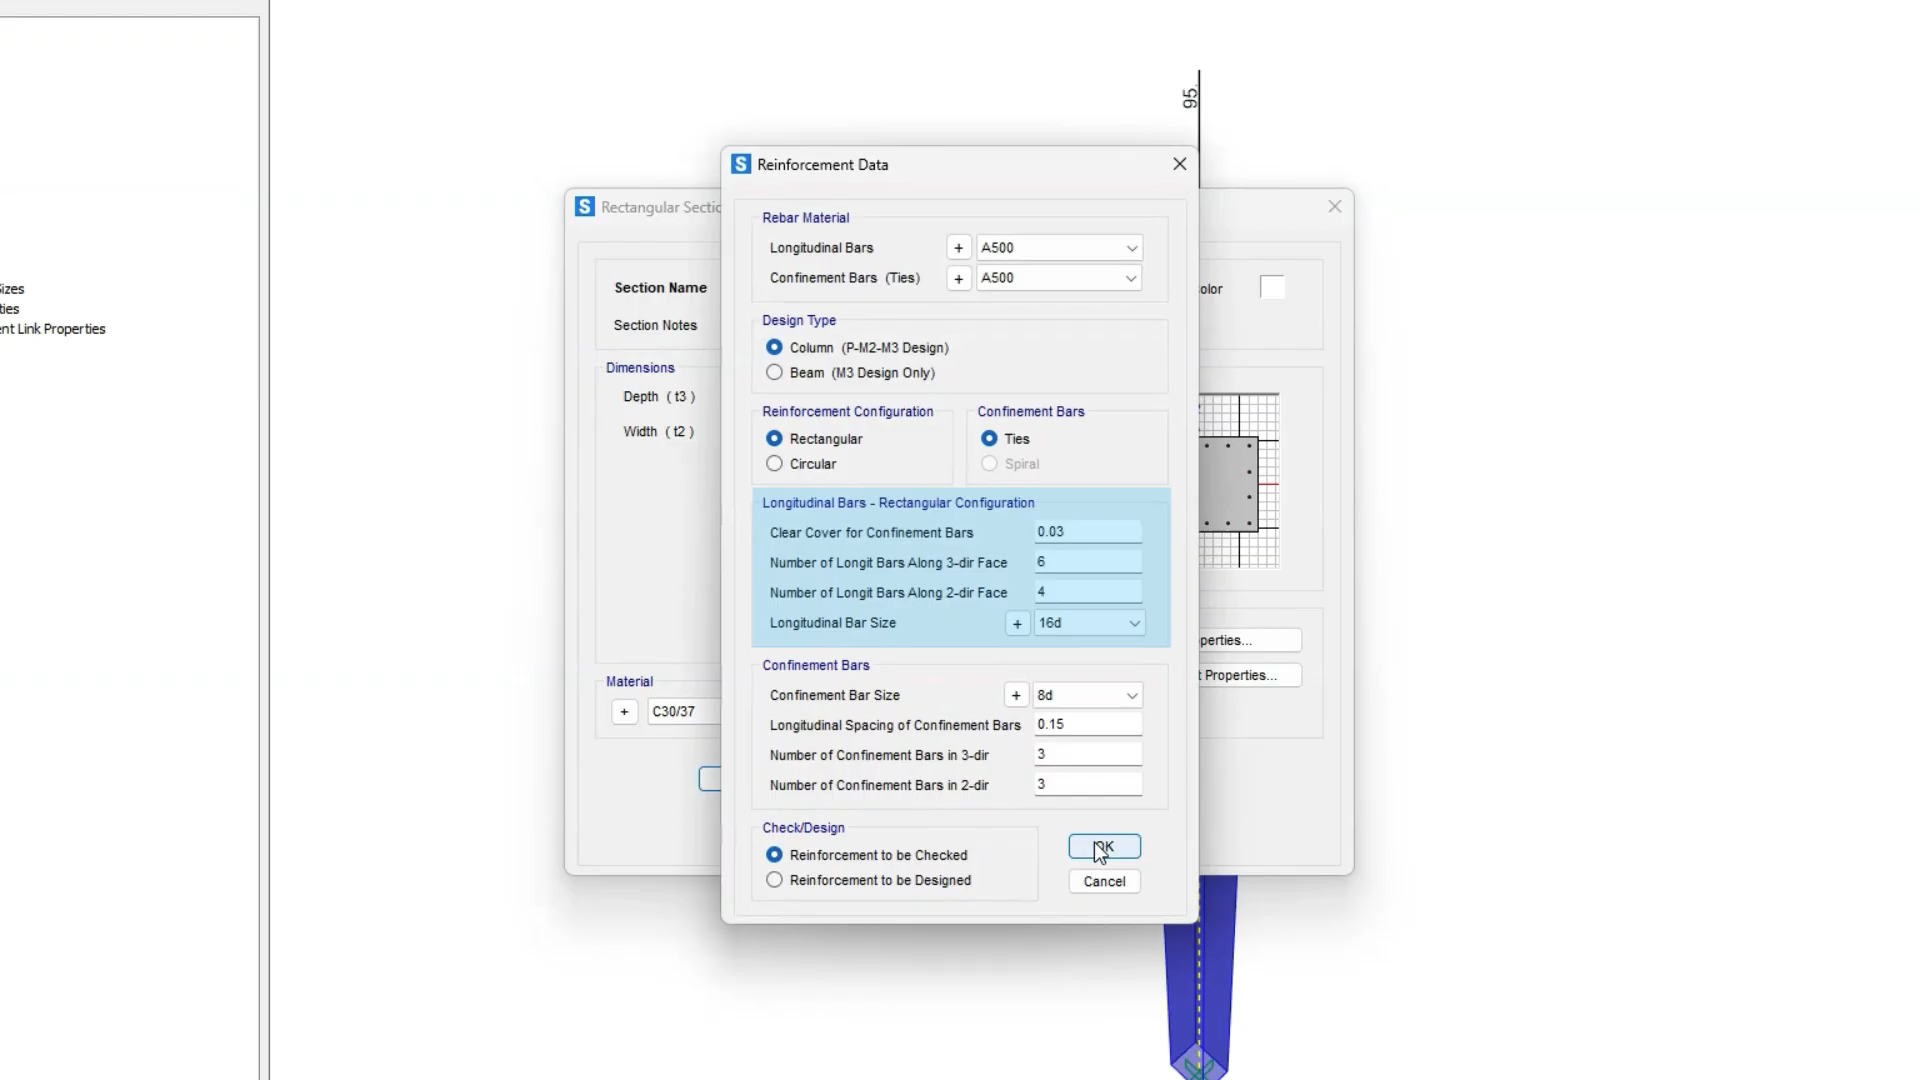 95.
Reinforcement Data
Rectangular Sectio
Rebar Material
Longitudinal Bars + A500
Confinement Bars (Ties) + A500
Section Name
olor
Section Notes
izes
ties
ent Link Properties
Design Type
Column (P-M2-M3 Design)
Beam (M3 Design Only)
Dimensions
Depth ( t3 )
Width ( t2 )
Reinforcement Configuration
Rectangular
Circular
Confinement Bars
Ties
Spiral
Longitudinal Bars - Rectangular Configuration
Clear Cover for Confinement Bars 0.03
Number of Longit Bars Along 3-dir Face 6
Number of Longit Bars Along 2-dir Face 4
Longitudinal Bar Size + 16d
perties...
t Properties...
Confinement Bars
Confinement Bar Size + 8d
Longitudinal Spacing of Confinement Bars 0.15
Number of Confinement Bars in 3-dir 3
Number of Confinement Bars in 2-dir 3
Material
+ C30/37
Check/Design
Reinforcement to be Checked
Reinforcement to be Designed
OK
Cancel